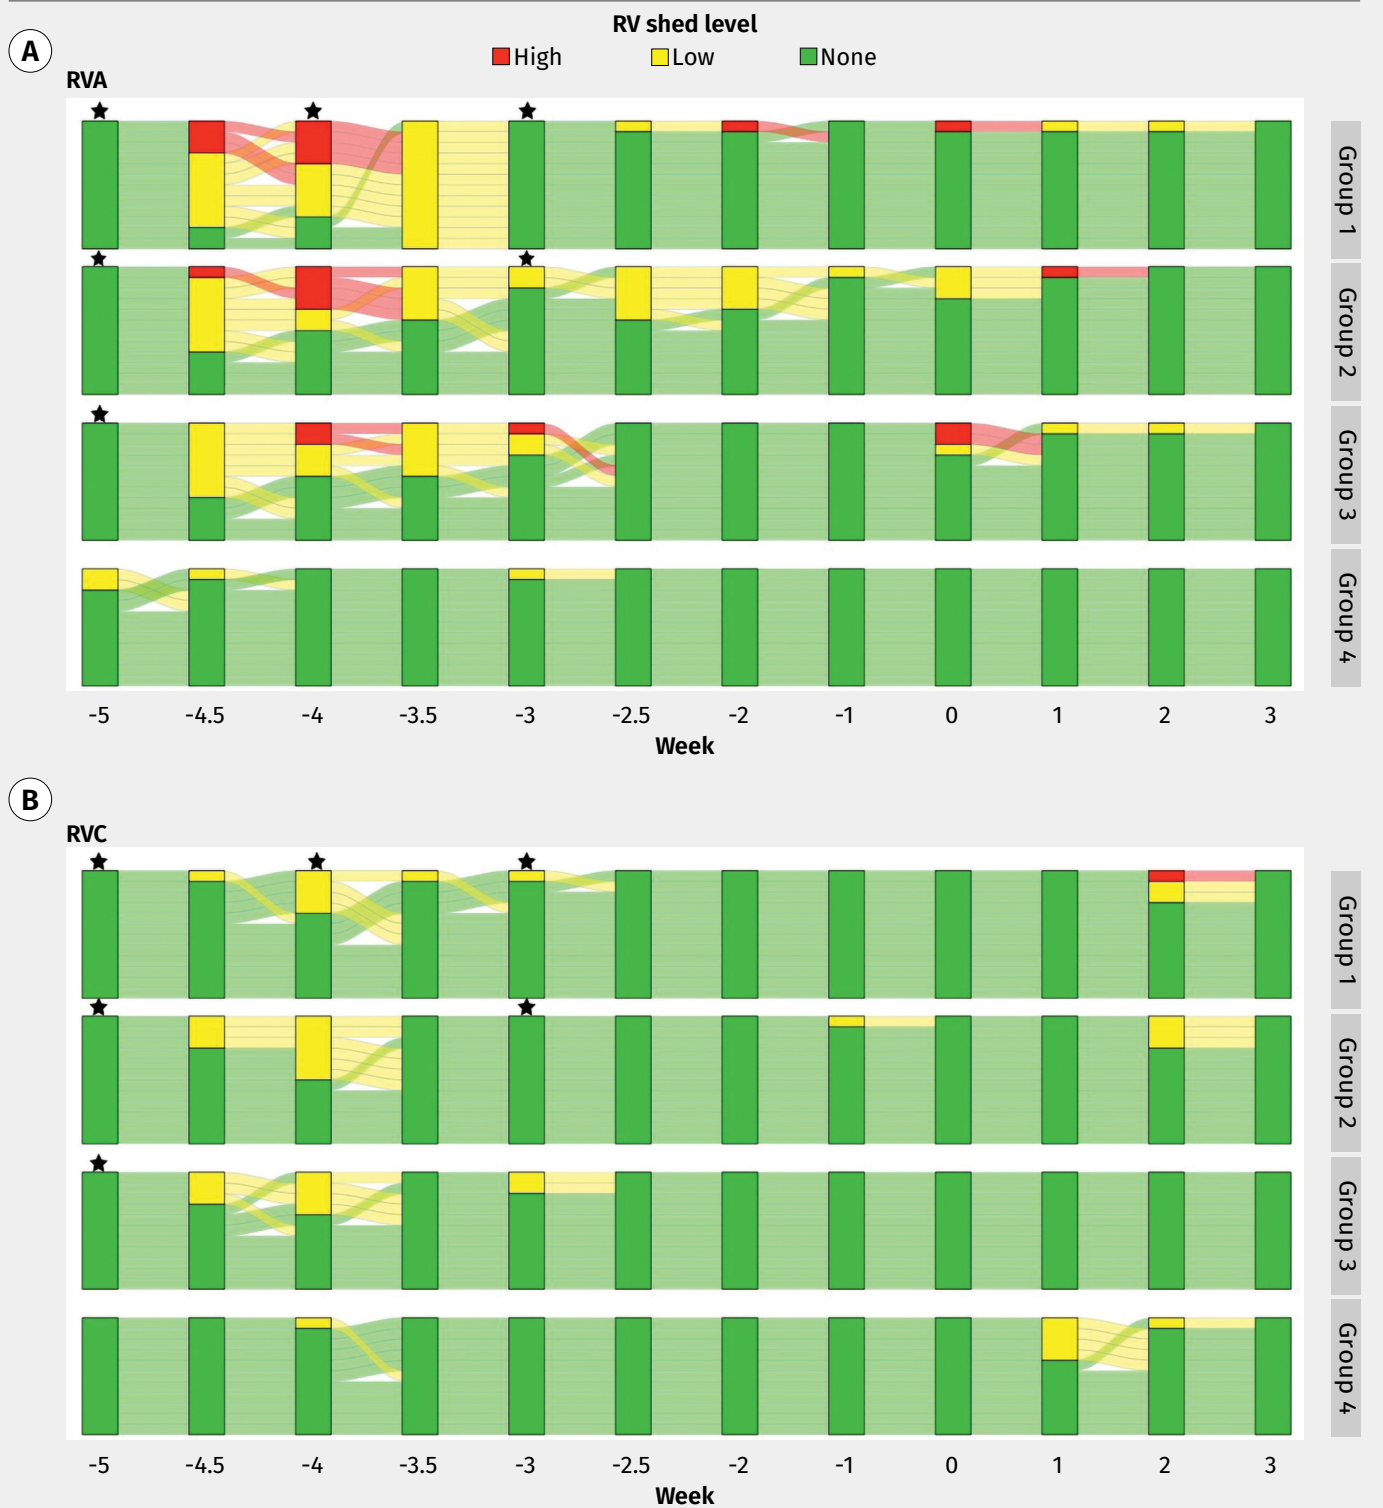 RV shed level
A
High Low None
RVA
Group 1
Group 2
Group 3
Group 4
-5 -4.5 -4 -3.5 -3 -2.5 -2 -1 0 1 2 3
Week
B
RVC
Group 1
Group 2
Group 3
Group 4
-5 -4.5 -4 -3.5 -3 -2.5 -2 -1 0 1 2 3
Week